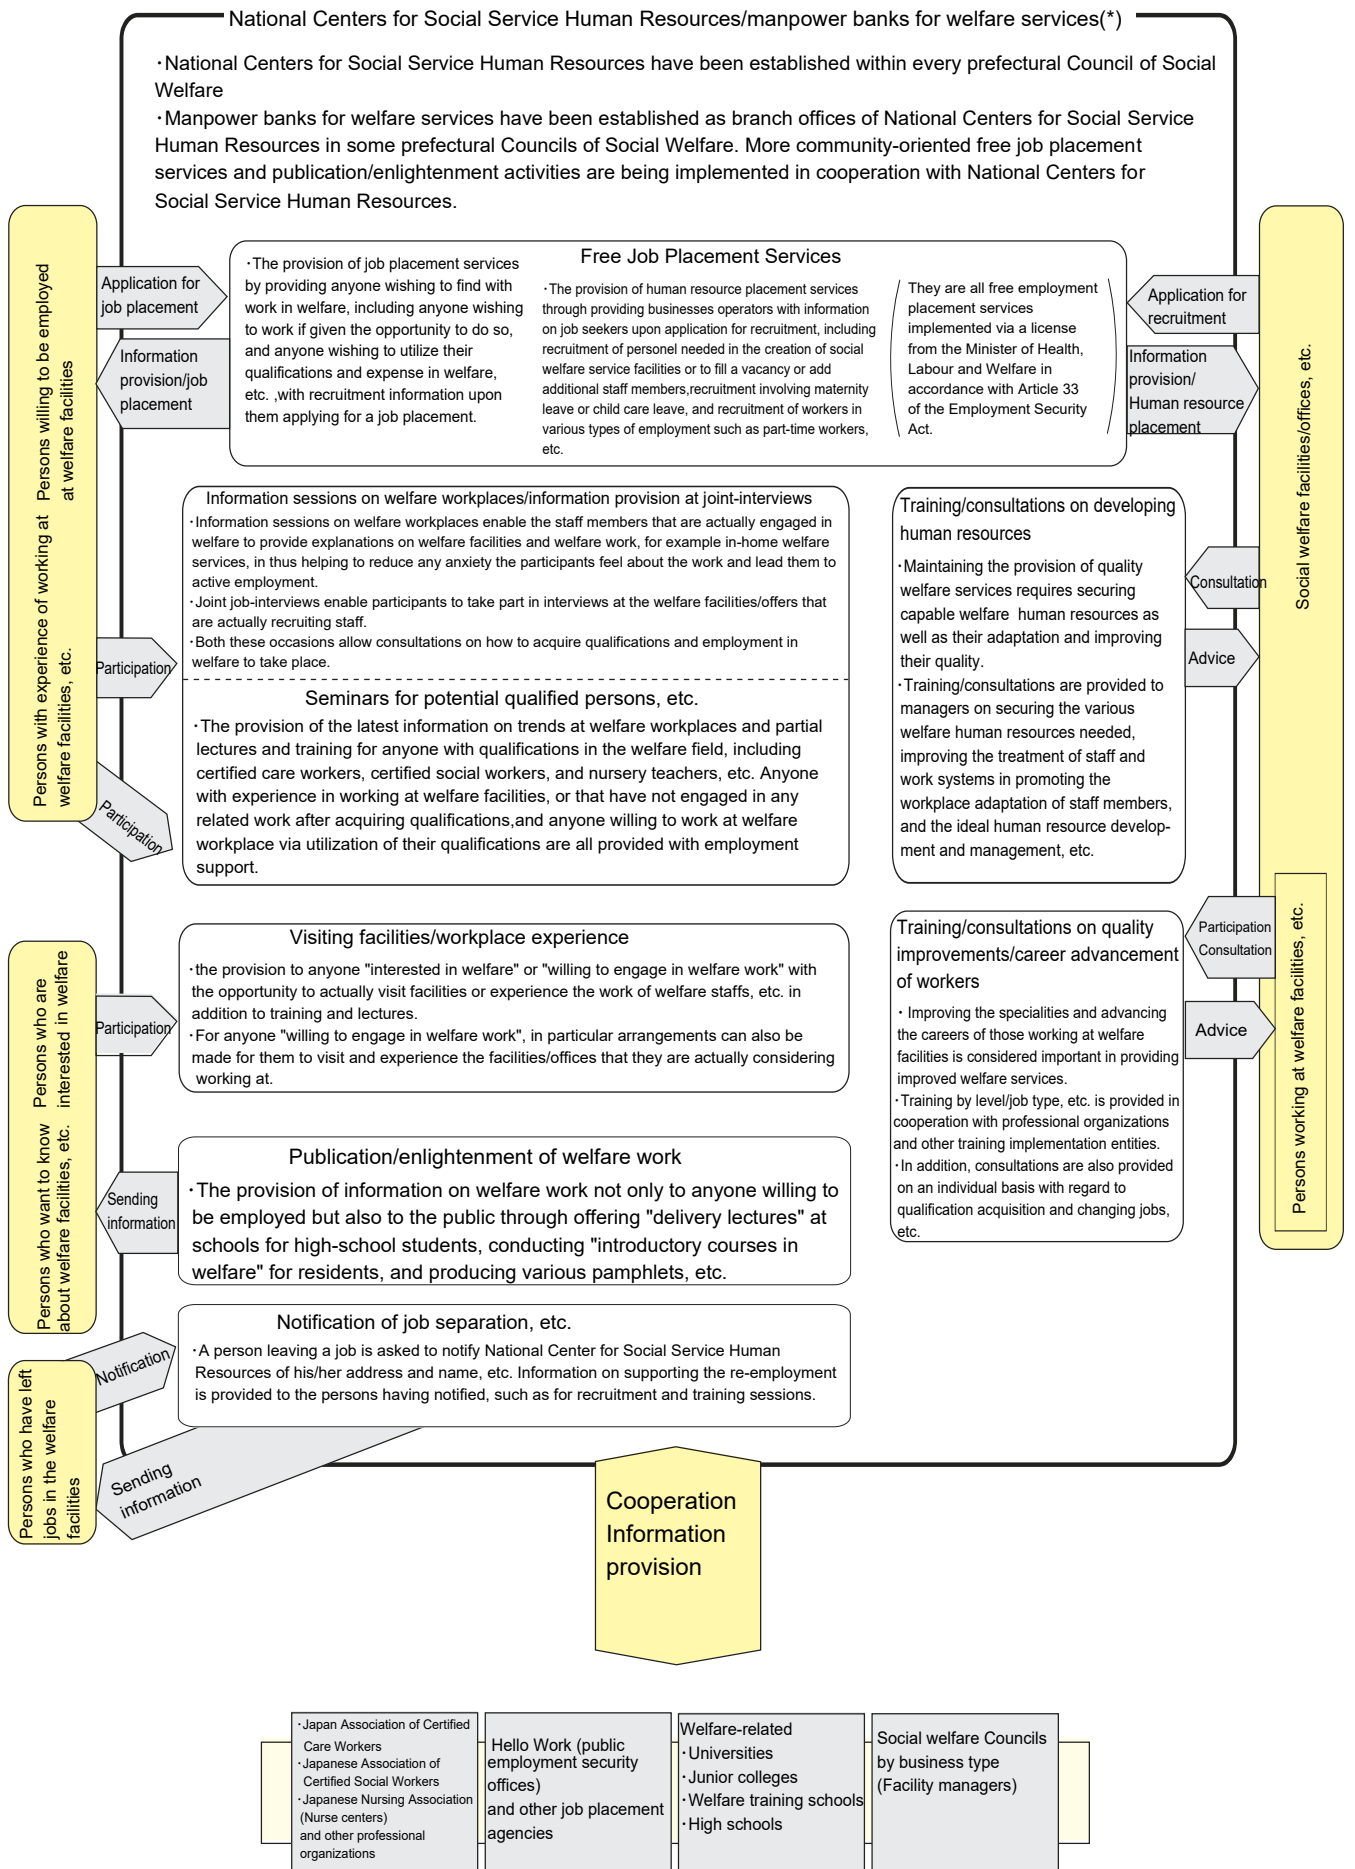 National Centers for Social Service Human Resources/manpower banks for welfare services(*)
･National Centers for Social Service Human Resources have been established within every prefectural Council of Social
Welfare
･Manpower banks for welfare services have been established as branch offices of National Centers for Social Service
Human Resources in some prefectural Councils of Social Welfare. More community-oriented free job placement
services and publication/enlightenment activities are being implemented in cooperation with National Centers for
Social Service Human Resources.
Persons willing to be employed
at welfare facilities
Persons with experience of working at
welfare facilities, etc.
Application for
job placement
Information
provision/job
placement
Free Job Placement Services
･The provision of job placement services
by providing anyone wishing to find with
work in welfare, including anyone wishing
to work if given the opportunity to do so,
and anyone wishing to utilize their
qualifications and expense in welfare,
etc. ,with recruitment information upon
them applying for a job placement.
･The provision of human resource placement services
through providing businesses operators with information
on job seekers upon application for recruitment, including
recruitment of personel needed in the creation of social
welfare service facilities or to fill a vacancy or add
additional staff members,recruitment involving maternity
leave or child care leave, and recruitment of workers in
various types of employment such as part-time workers,
etc.
They are all free employment
placement services
implemented via a license
from the Minister of Health,
Labour and Welfare in
accordance with Article 33
of the Employment Security
Act.
Application for
recruitment
Information
provision/
Human resource
placement
Social welfare facilities/offices, etc.
Participation
Information sessions on welfare workplaces/information provision at joint-interviews
･Information sessions on welfare workplaces enable the staff members that are actually engaged in
welfare to provide explanations on welfare facilities and welfare work, for example in-home welfare
services, in thus helping to reduce any anxiety the participants feel about the work and lead them to
active employment.
･Joint job-interviews enable participants to take part in interviews at the welfare facilities/offers that
are actually recruiting staff.
･Both these occasions allow consultations on how to acquire qualifications and employment in
welfare to take place.
Participation
Seminars for potential qualified persons, etc.
･The provision of the latest information on trends at welfare workplaces and partial
lectures and training for anyone with qualifications in the welfare field, including
certified care workers, certified social workers, and nursery teachers, etc. Anyone
with experience in working at welfare facilities, or that have not engaged in any
related work after acquiring qualifications,and anyone willing to work at welfare
workplace via utilization of their qualifications are all provided with employment
support.
Training/consultations on developing
human resources
･Maintaining the provision of quality
welfare services requires securing
capable welfare human resources as
well as their adaptation and improving
their quality.
･Training/consultations are provided to
managers on securing the various
welfare human resources needed,
improving the treatment of staff and
work systems in promoting the
workplace adaptation of staff members,
and the ideal human resource develop-
ment and management, etc.
Consultation
Advice
Persons who are
interested in welfare
Persons who want to know
about welfare facilities, etc.
Participation
Visiting facilities/workplace experience
･the provision to anyone "interested in welfare" or "willing to engage in welfare work" with
the opportunity to actually visit facilities or experience the work of welfare staffs, etc. in
addition to training and lectures.
･For anyone "willing to engage in welfare work", in particular arrangements can also be
made for them to visit and experience the facilities/offices that they are actually considering
working at.
Training/consultations on quality
improvements/career advancement
of workers
･ Improving the specialities and advancing
the careers of those working at welfare
facilities is considered important in providing
improved welfare services.
･Training by level/job type, etc. is provided in
cooperation with professional organizations
and other training implementation entities.
･In addition, consultations are also provided
on an individual basis with regard to
qualification acquisition and changing jobs,
etc.
Participation
Consultation
Advice
Persons working at welfare facilities, etc.
Sending
information
Publication/enlightenment of welfare work
･The provision of information on welfare work not only to anyone willing to
be employed but also to the public through offering "delivery lectures" at
schools for high-school students, conducting "introductory courses in
welfare" for residents, and producing various pamphlets, etc.
Persons who have left
jobs in the welfare
facilities
Notification
Sending
information
Notification of job separation, etc.
･A person leaving a job is asked to notify National Center for Social Service Human
Resources of his/her address and name, etc. Information on supporting the re-employment
is provided to the persons having notified, such as for recruitment and training sessions.
Cooperation
Information
provision
･Japan Association of Certified
Care Workers
･Japanese Association of
Certified Social Workers
･Japanese Nursing Association
(Nurse centers)
and other professional
organizations
Hello Work (public
employment security
offices)
and other job placement
agencies
Welfare-related
･Universities
･Junior colleges
･Welfare training schools
･High schools
Social welfare Councils
by business type
(Facility managers)